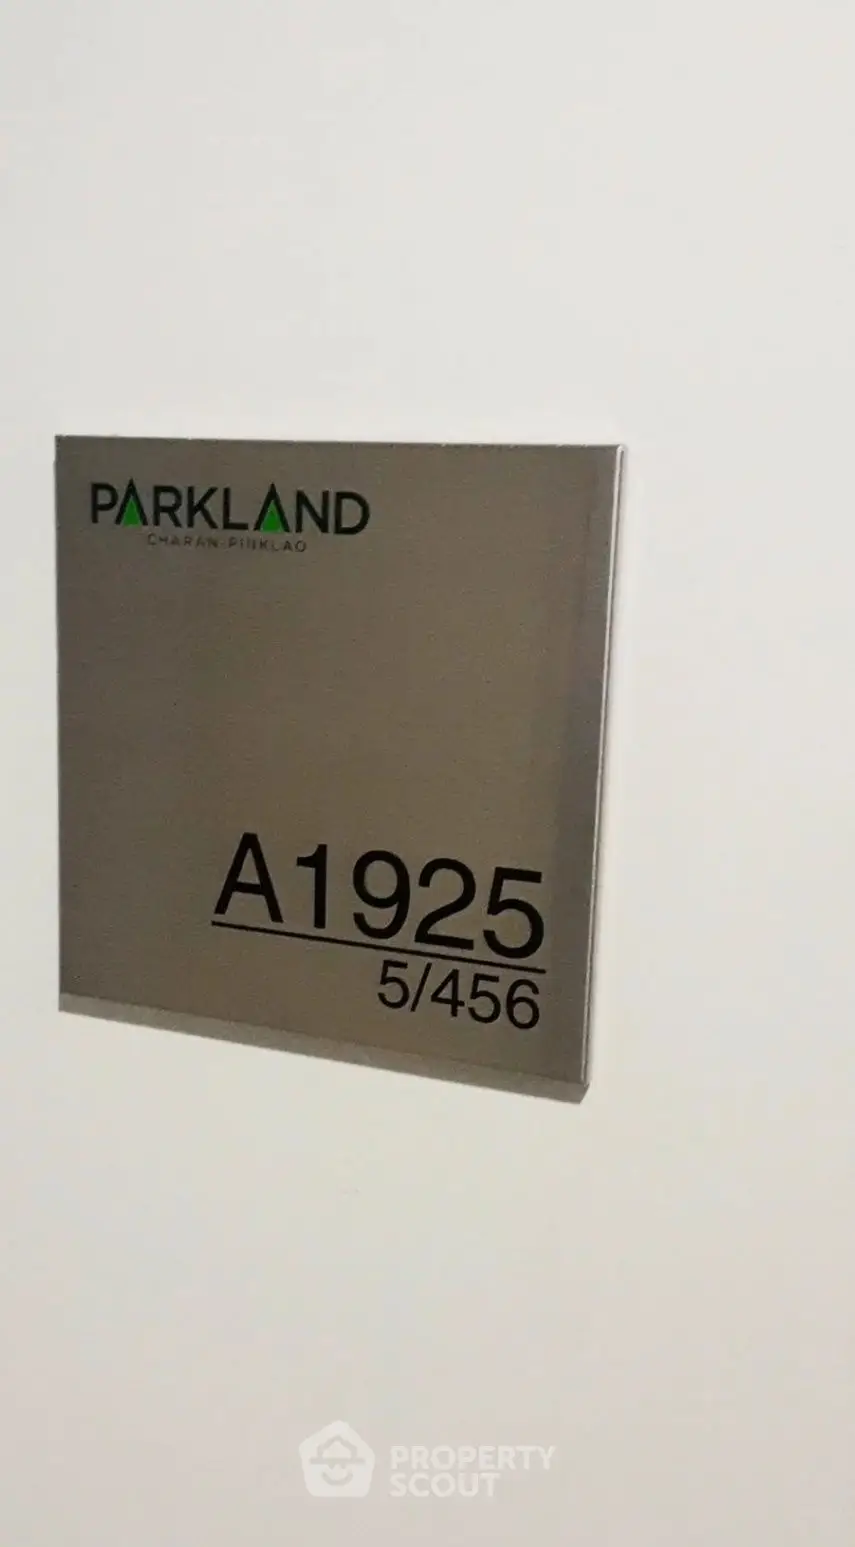 PARKLAND
CHARAN-PINKLAO
A1925
5/456
PROPERTY
SCOUT